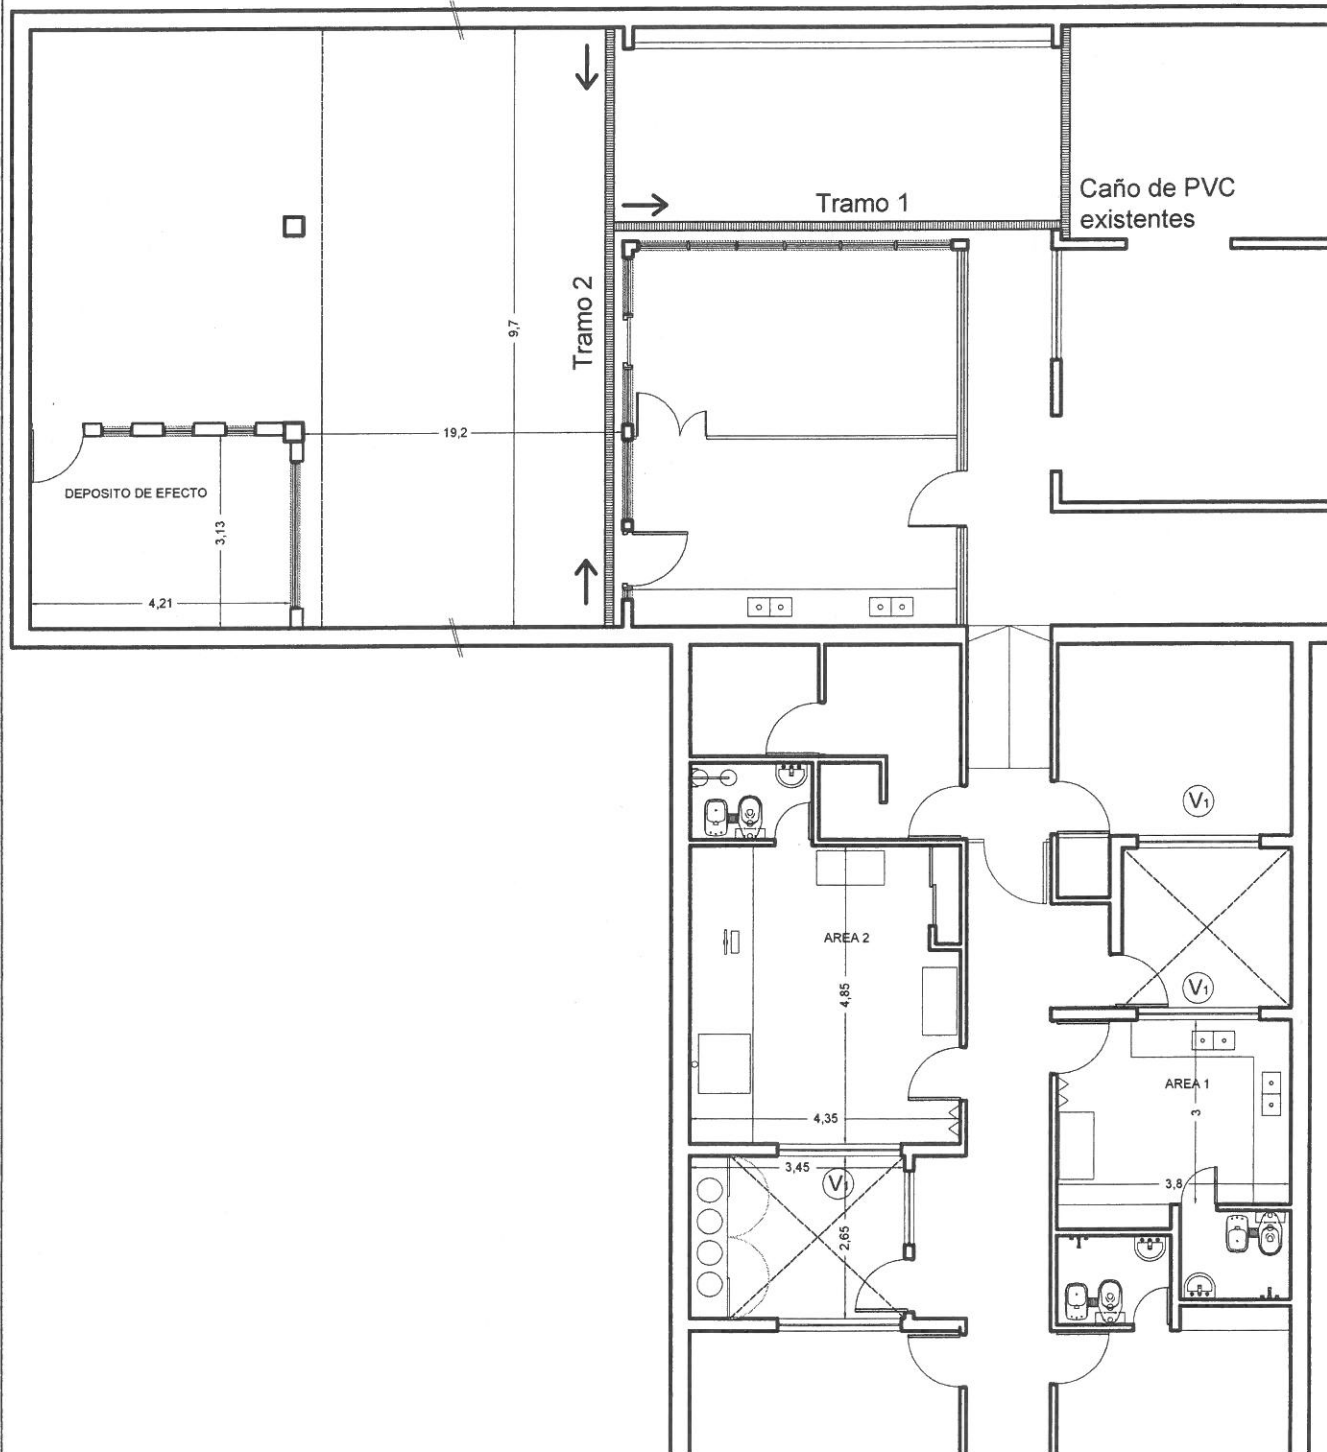 Tramo 1
Caño de PVC
existentes
Tramo 2
9,7
19,2
DEPOSITO DE EFECTO
3,13
4,21
V1
AREA 2
4,85
V1
AREA 1
3
4,35
3,45
V1
3,8
2,65